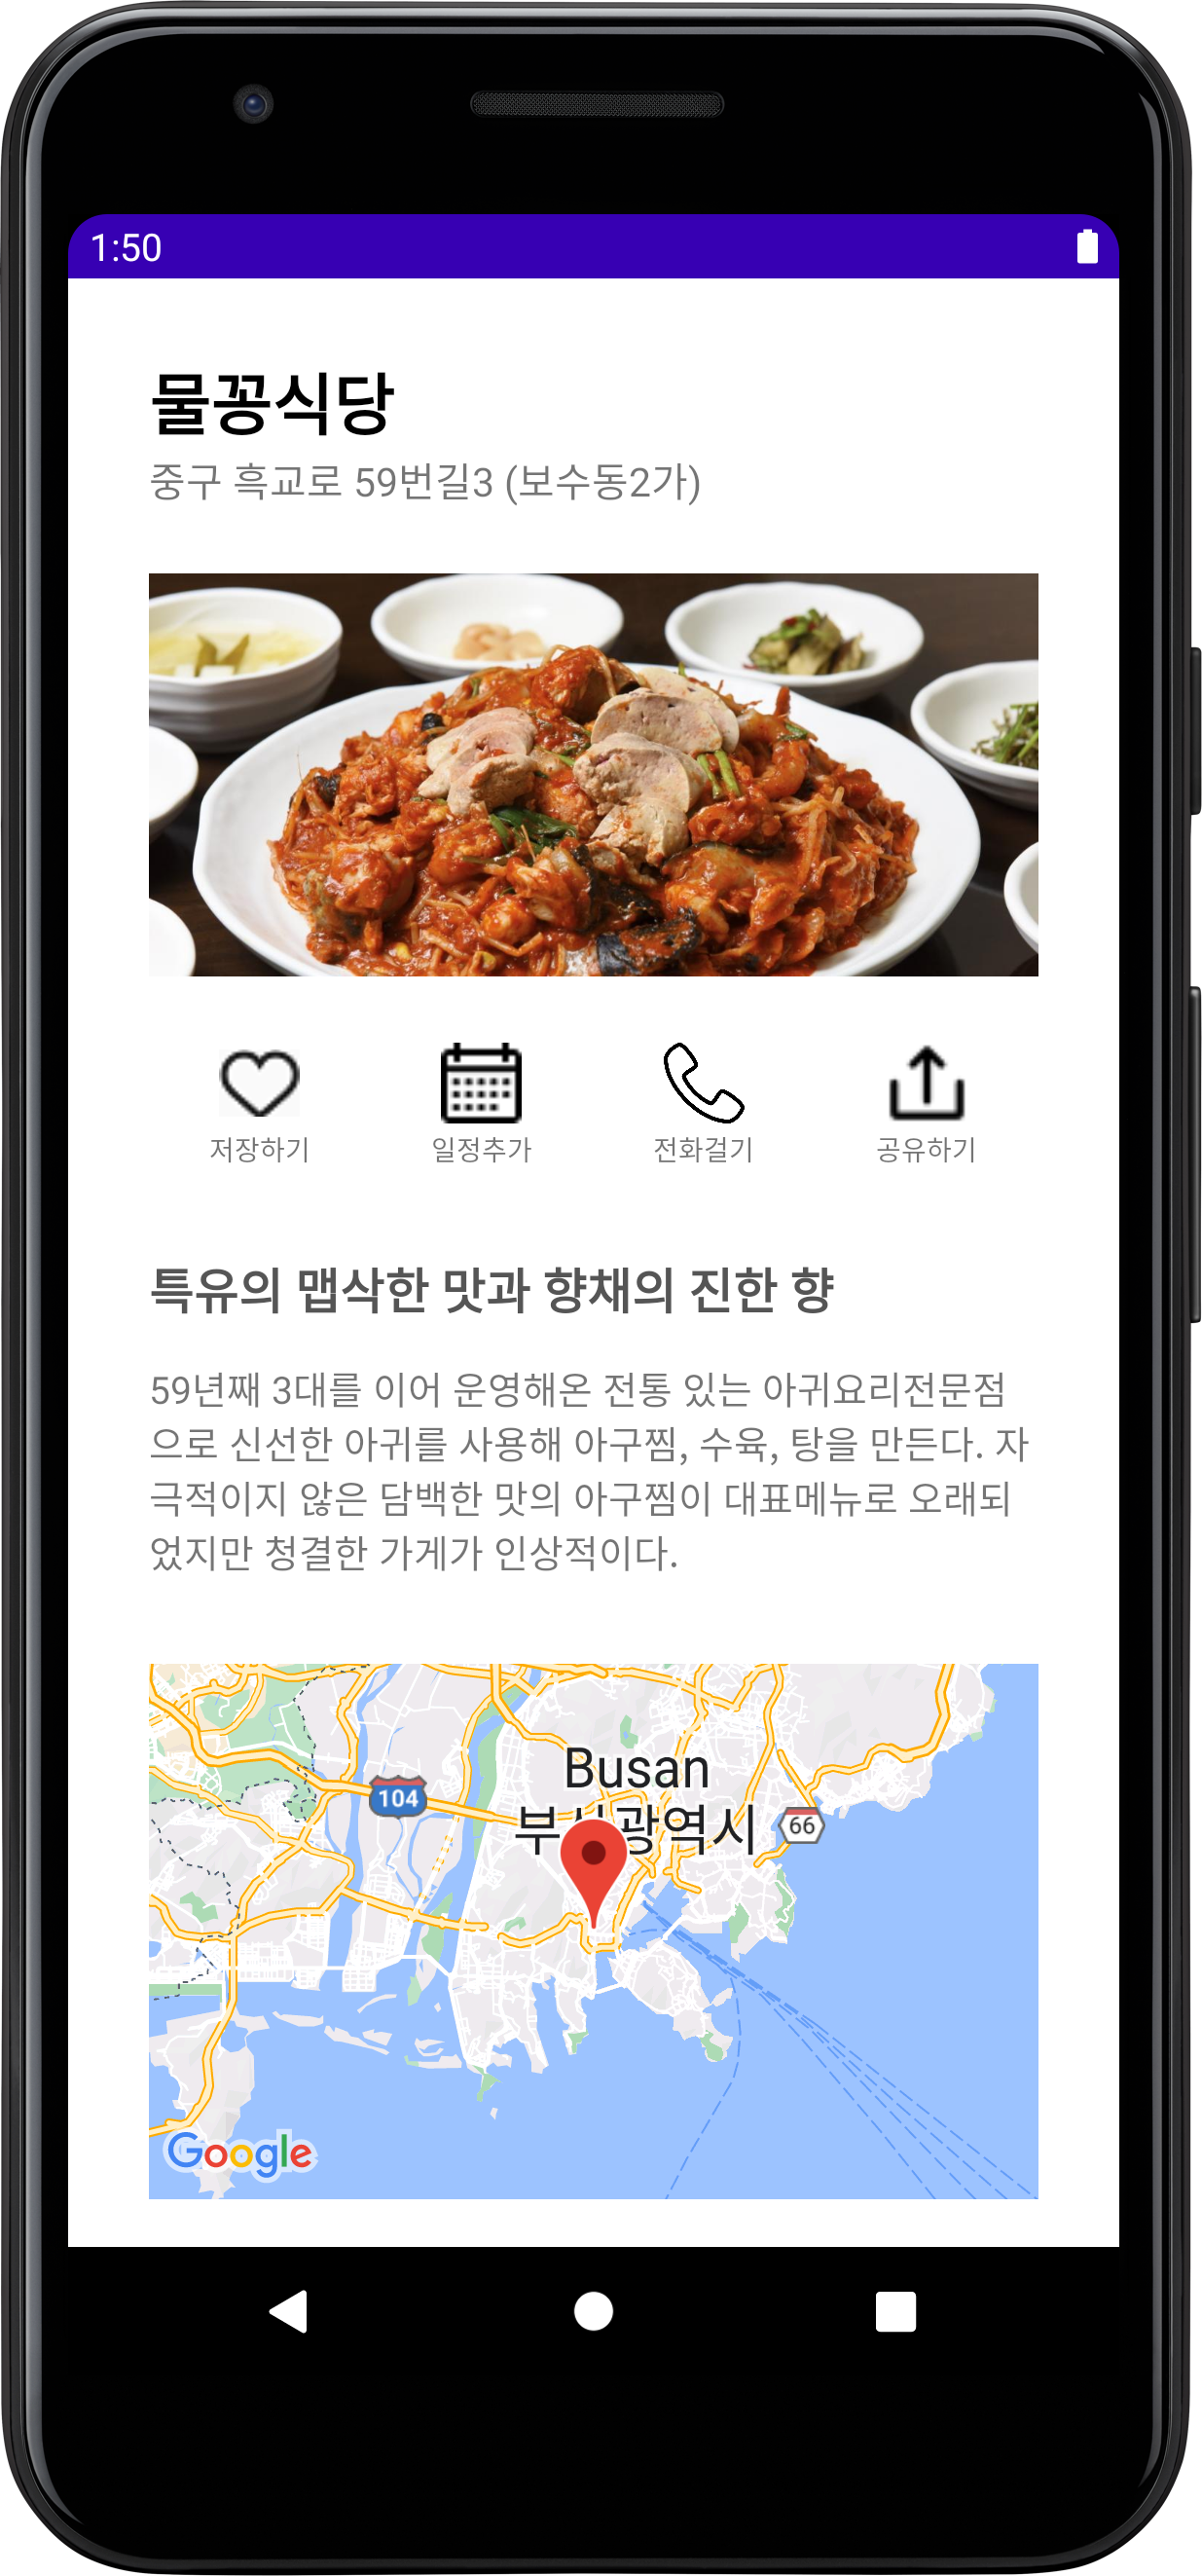 1:50
물꽁식당
중구 흑교로 59번길3 (보수동2가)
저장하기
일정추가
전화걸기
공유하기
특유의 맵삭한 맛과 향채의 진한 향
59년째 3대를 이어 운영해온 전통 있는 아귀요리전문점
으로 신선한 아귀를 사용해 아구찜, 수육, 탕을 만든다. 자
극적이지 않은 담백한 맛의 아구찜이 대표메뉴로 오래되
었지만 청결한 가게가 인상적이다.
Busan
104
66
Google